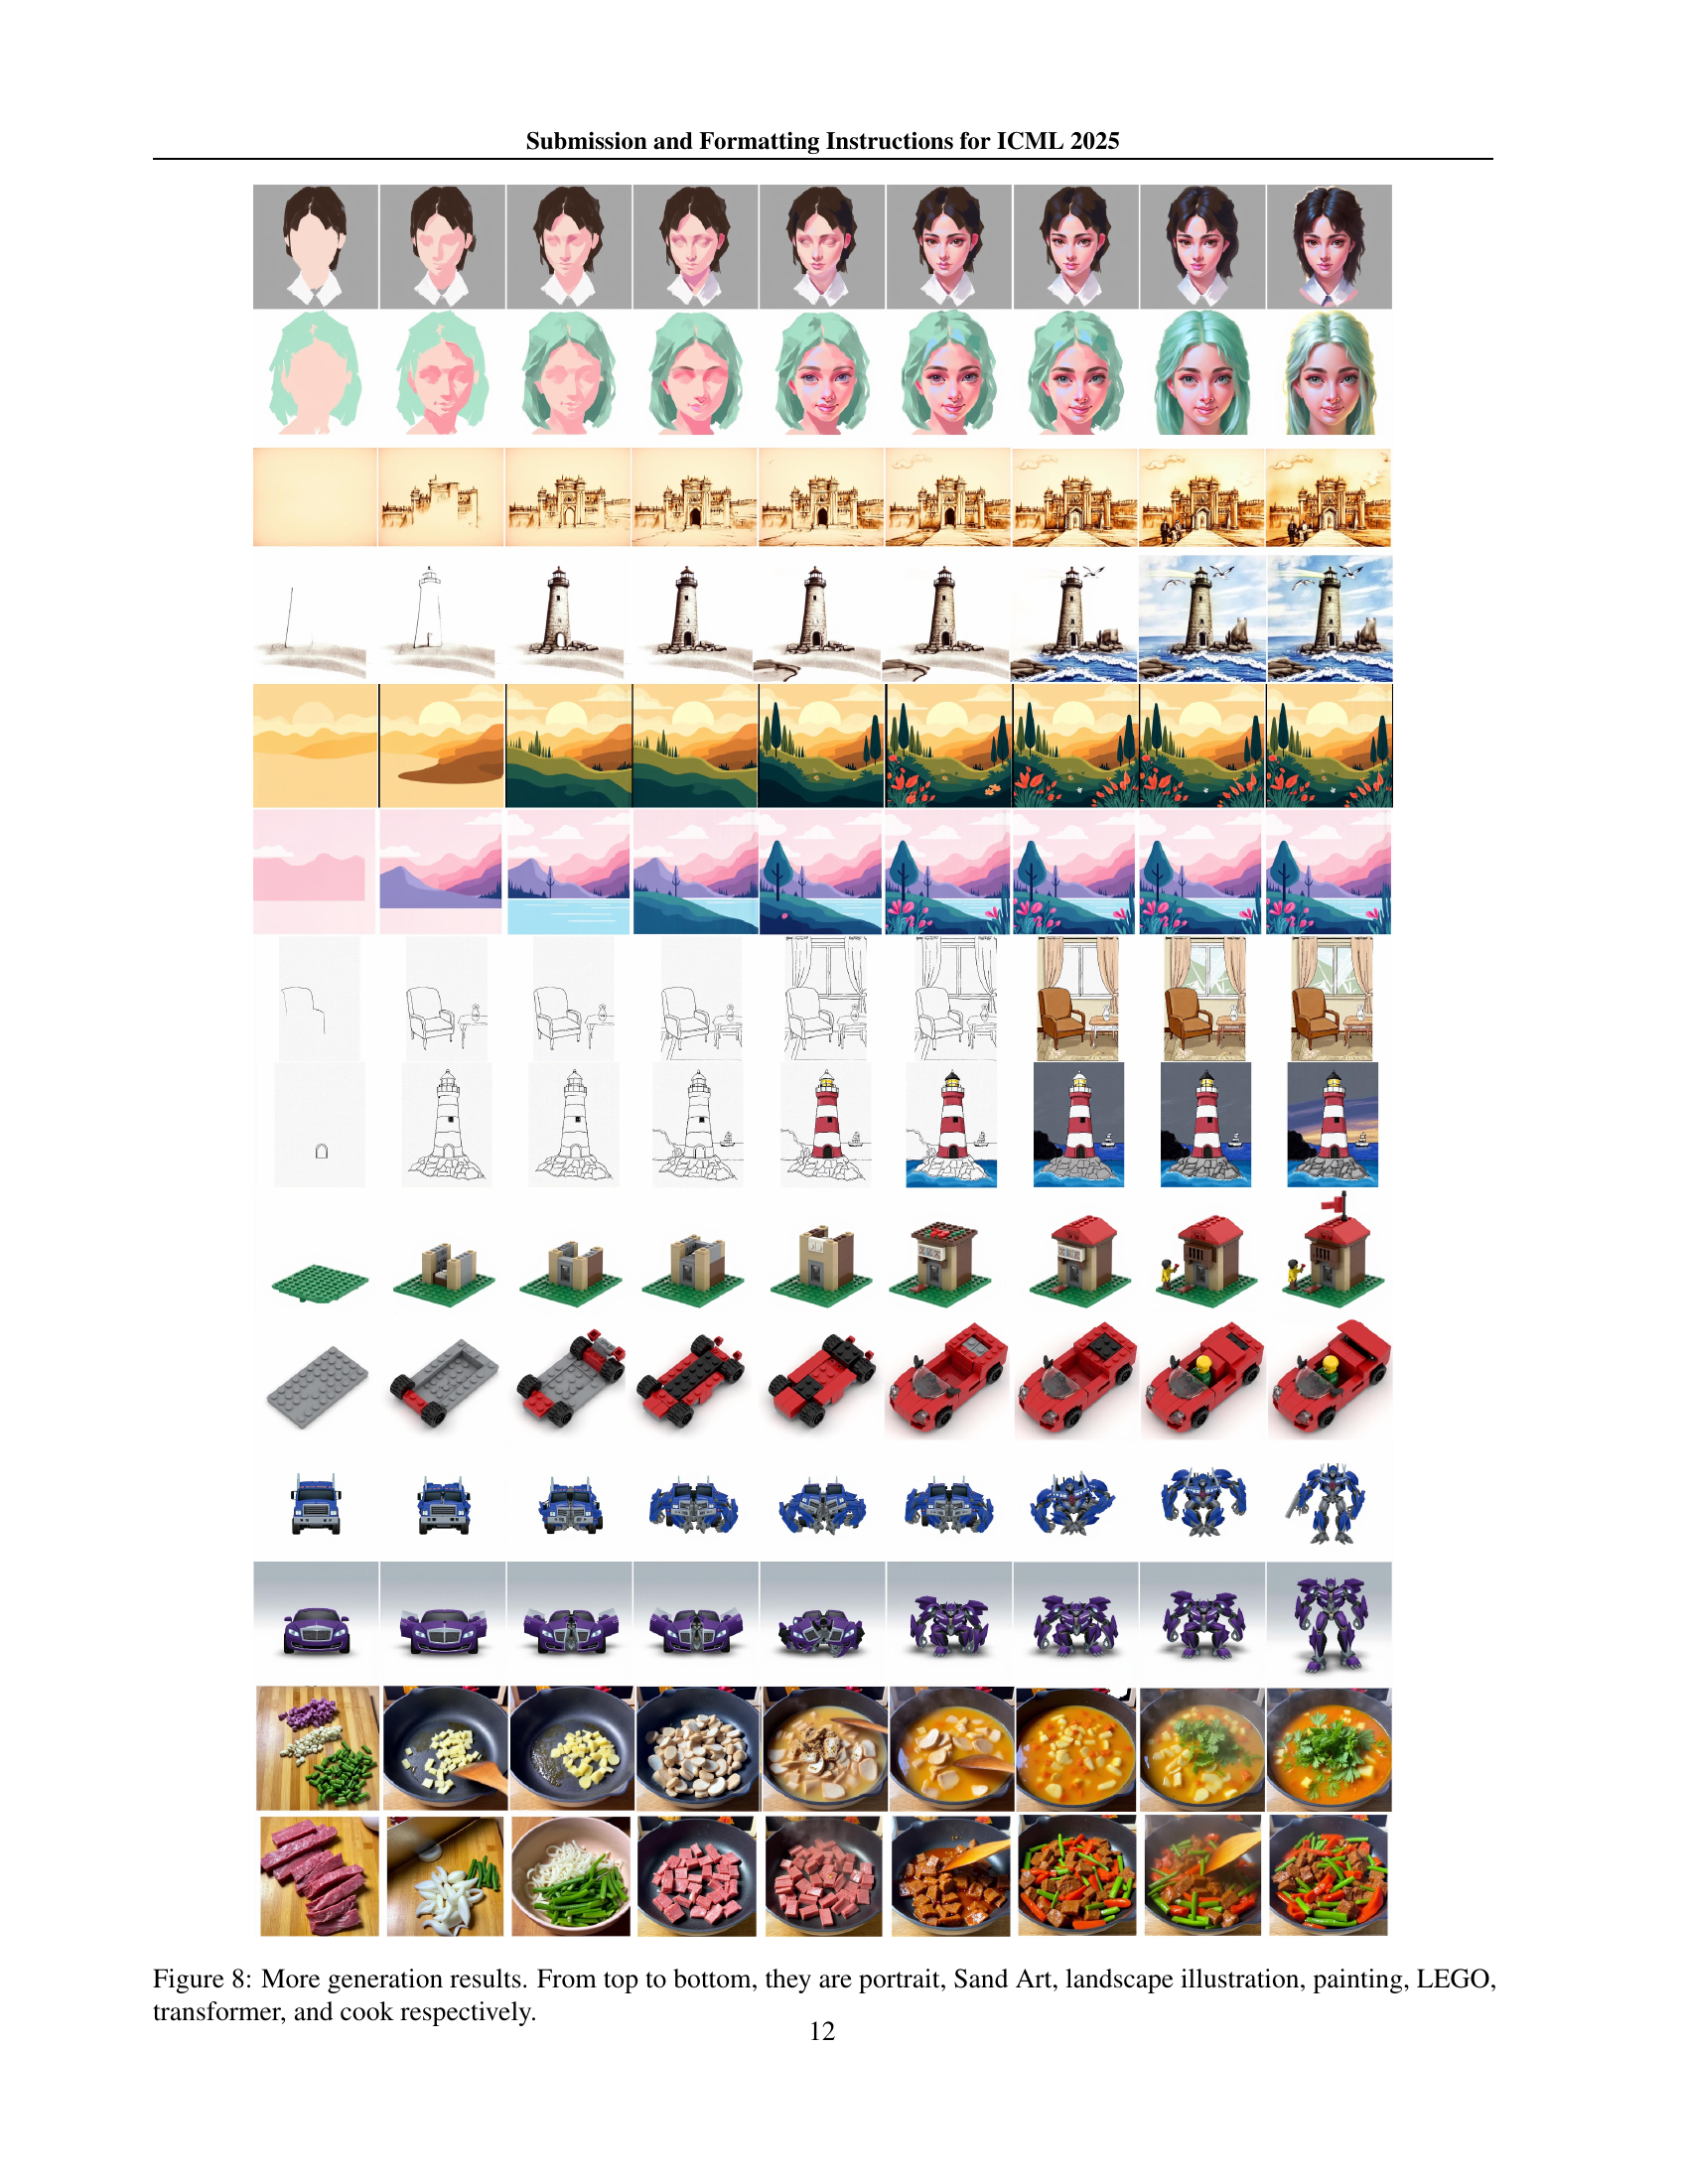 Submission and Formatting Instructions for ICML 2025
Figure 8: More generation results. From top to bottom, they are portrait, Sand Art, landscape illustration, painting, LEGO,
transformer, and cook respectively.
12